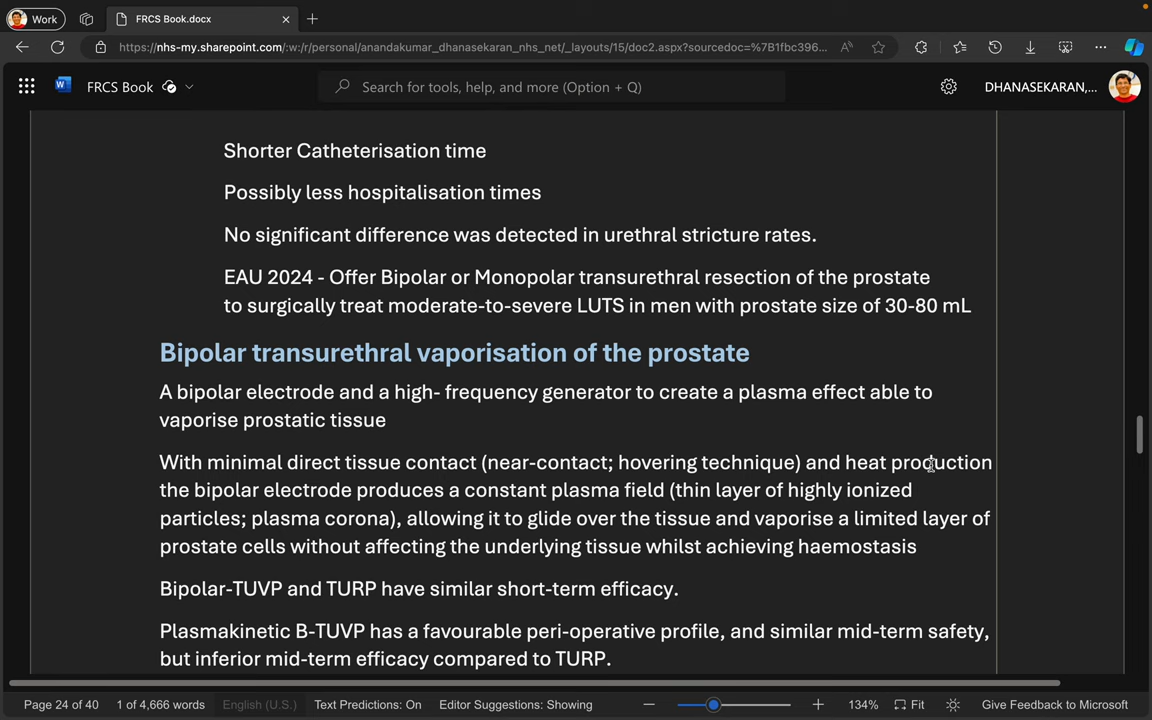 Work
FRCS Book.docx
https://nhs-my.sharepoint.com/:w:/r/personal/anandakumar_dhanasekaran_nhs_net/_layouts/15/doc2.aspx?sourcedoc=%7B1fbc396...
FRCS Book
Search for tools, help, and more (Option + Q)
DHANASEKARAN,...
Shorter Catheterisation time
Possibly less hospitalisation times
No significant difference was detected in urethral stricture rates.
EAU 2024 - Offer Bipolar or Monopolar transurethral resection of the prostate
to surgically treat moderate-to-severe LUTS in men with prostate size of 30-80 mL
Bipolar transurethral vaporisation of the prostate
A bipolar electrode and a high- frequency generator to create a plasma effect able to
vaporise prostatic tissue
With minimal direct tissue contact (near-contact; hovering technique) and heat production
the bipolar electrode produces a constant plasma field (thin layer of highly ionized
particles; plasma corona), allowing it to glide over the tissue and vaporise a limited layer of
prostate cells without affecting the underlying tissue whilst achieving haemostasis
Bipolar-TUVP and TURP have similar short-term efficacy.
Plasmakinetic B-TUVP has a favourable peri-operative profile, and similar mid-term safety,
but inferior mid-term efficacy compared to TURP.
Page 24 of 40
1 of 4,666 words
English (U.S.)
Text Predictions: On
Editor Suggestions: Showing
134%
Fit
Give Feedback to Microsoft